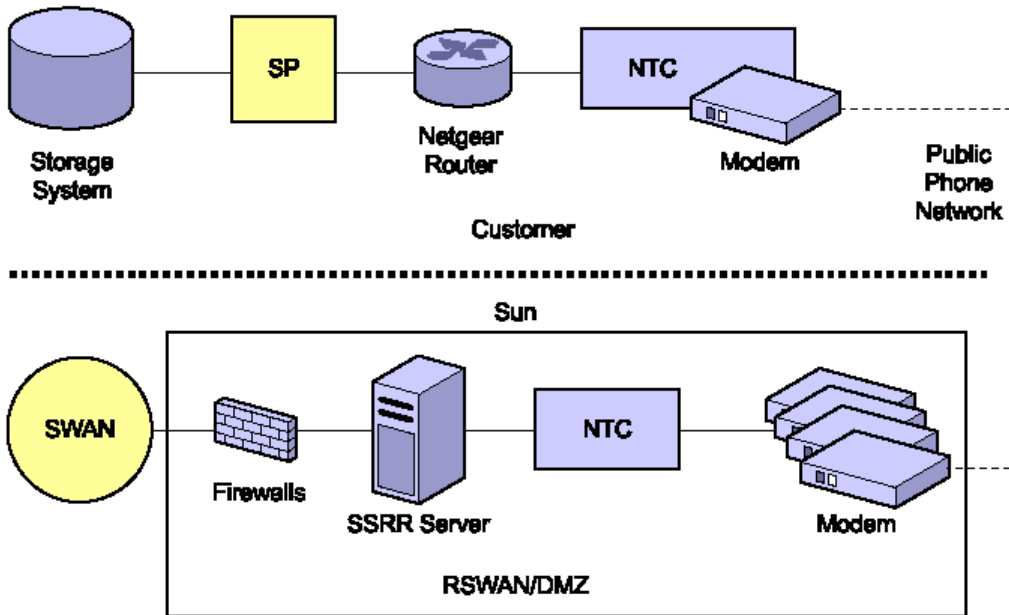 SP
NTC
Storage
System
Netgear
Router
Modem
Public
Phone
Network
Customer
Sun
SWAN
NTC
Firewalls
SSRR Server
Modem
RSWAN/DMZ